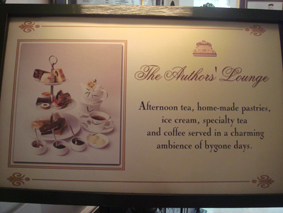 The Authors' Lounge
Afternoon tea, home-made pastries,
ice cream, specialty tea
and coffee served in a charming
ambience of bygone days.